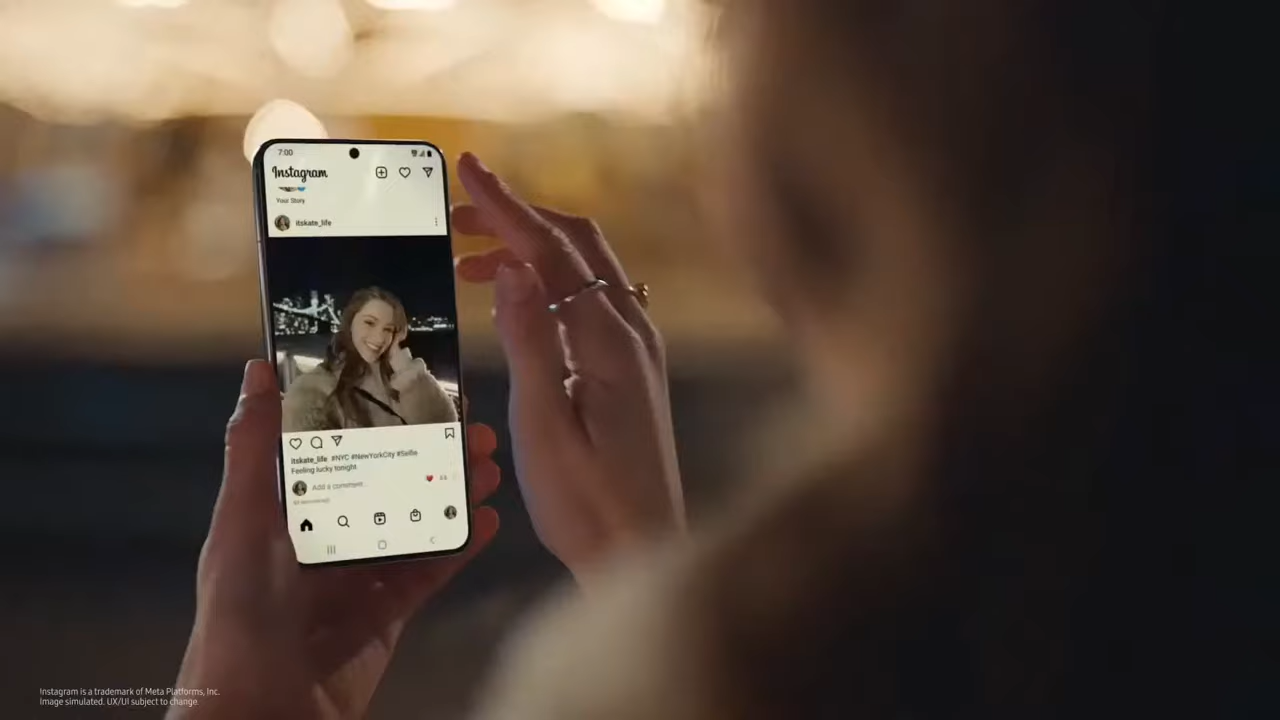 7:00
Instagram
Your Story
itskate_life
itskate_life #NYC #NewYorkCity #Selfie
Feeling lucky tonight
Add a comment
Instagram is a trademark of Meta Platforms, Inc.
Image simulated. UX/UI subject to change.